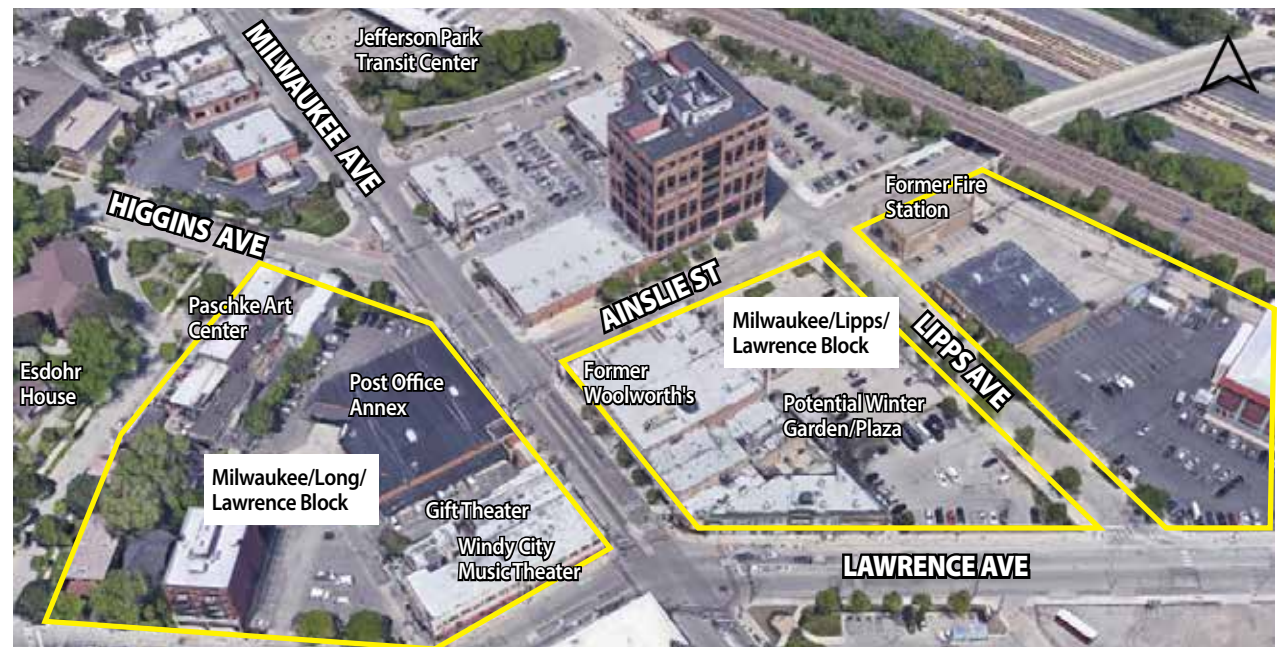 Jefferson Park
Transit Center
MILWAUKEE AVE
HIGGINS AVE
Former Fire
Station
Paschke Art
Center
AINSLIE ST
Milwaukee/Lipps/
Lawrence Block
LIPPS AVE
Esdohr
House
Post Office
Annex
Former
Woolworth's
Potential Winter
Garden/Plaza
Milwaukee/Long/
Lawrence Block
Gift Theater
Windy City
Music Theater
LAWRENCE AVE